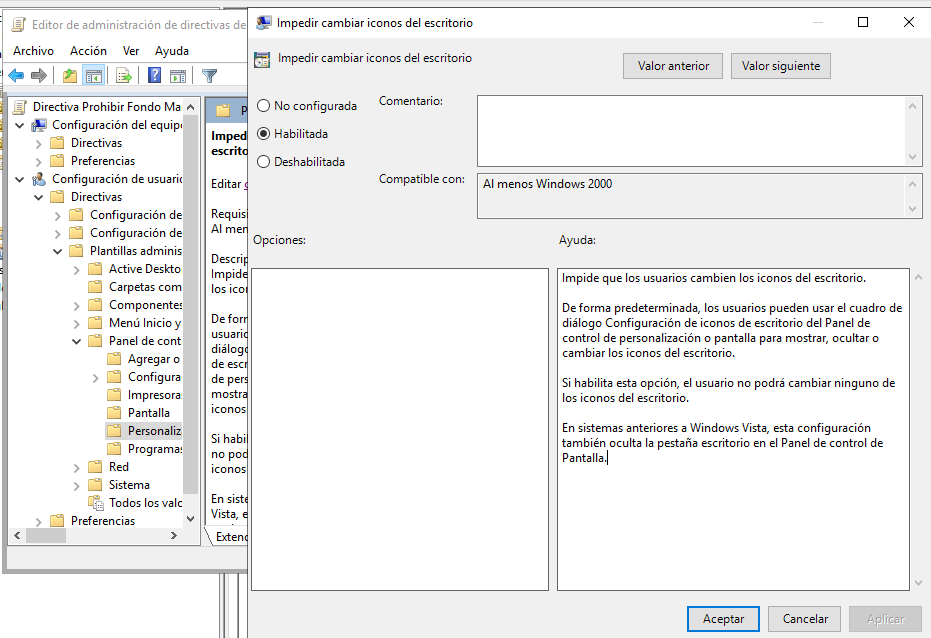 Editor de administración de directivas de
Archivo Acción Ver Ayuda
Directiva Prohibir Fondo Ma
Configuración del equipo
Directivas
Preferencias
Configuración de usuario
Directivas
Configuración de
Configuración de
Plantillas adminis
Active Deskto
Carpetas com
Componentes
Menú Inicio y
Panel de cont
Agregar o
Configura
Impresora
Pantalla
Personaliz
Programas
Red
Sistema
Todos los valo
Preferencias
P
Imped
escrito
Editar
Requisi
Al men
Descrip
Impide
los icon
De form
usuario
diálogo
de escri
de pers
mostra
iconos
Si habil
no pod
iconos
En siste
Vista, e
Extend
Impedir cambiar iconos del escritorio
Impedir cambiar iconos del escritorio
Valor anterior Valor siguiente
No configurada
Habilitada
Deshabilitada
Comentario:
Compatible con:
Al menos Windows 2000
Opciones:
Ayuda:
Impide que los usuarios cambien los iconos del escritorio.
De forma predeterminada, los usuarios pueden usar el cuadro de
diálogo Configuración de iconos de escritorio del Panel de
control de personalización o pantalla para mostrar, ocultar o
cambiar los iconos del escritorio.
Si habilita esta opción, el usuario no podrá cambiar ninguno de
los iconos del escritorio.
En sistemas anteriores a Windows Vista, esta configuración
también oculta la pestaña escritorio en el Panel de control de
Pantalla.
Aceptar Cancelar Aplicar